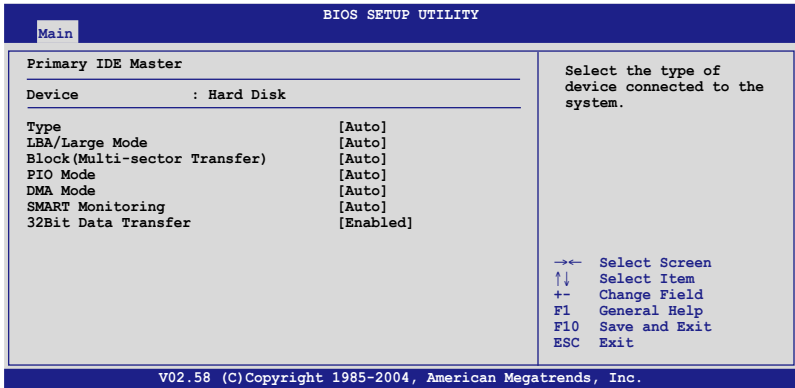 BIOS SETUP UTILITY
Main
Primary IDE Master
Device : Hard Disk
Type [Auto]
LBA/Large Mode [Auto]
Block(Multi-sector Transfer) [Auto]
PIO Mode [Auto]
DMA Mode [Auto]
SMART Monitoring [Auto]
32Bit Data Transfer [Enabled]
Select the type of
device connected to the
system.
→← Select Screen
↑↓ Select Item
+- Change Field
F1 General Help
F10 Save and Exit
ESC Exit
V02.58 (C)Copyright 1985-2004, American Megatrends, Inc.